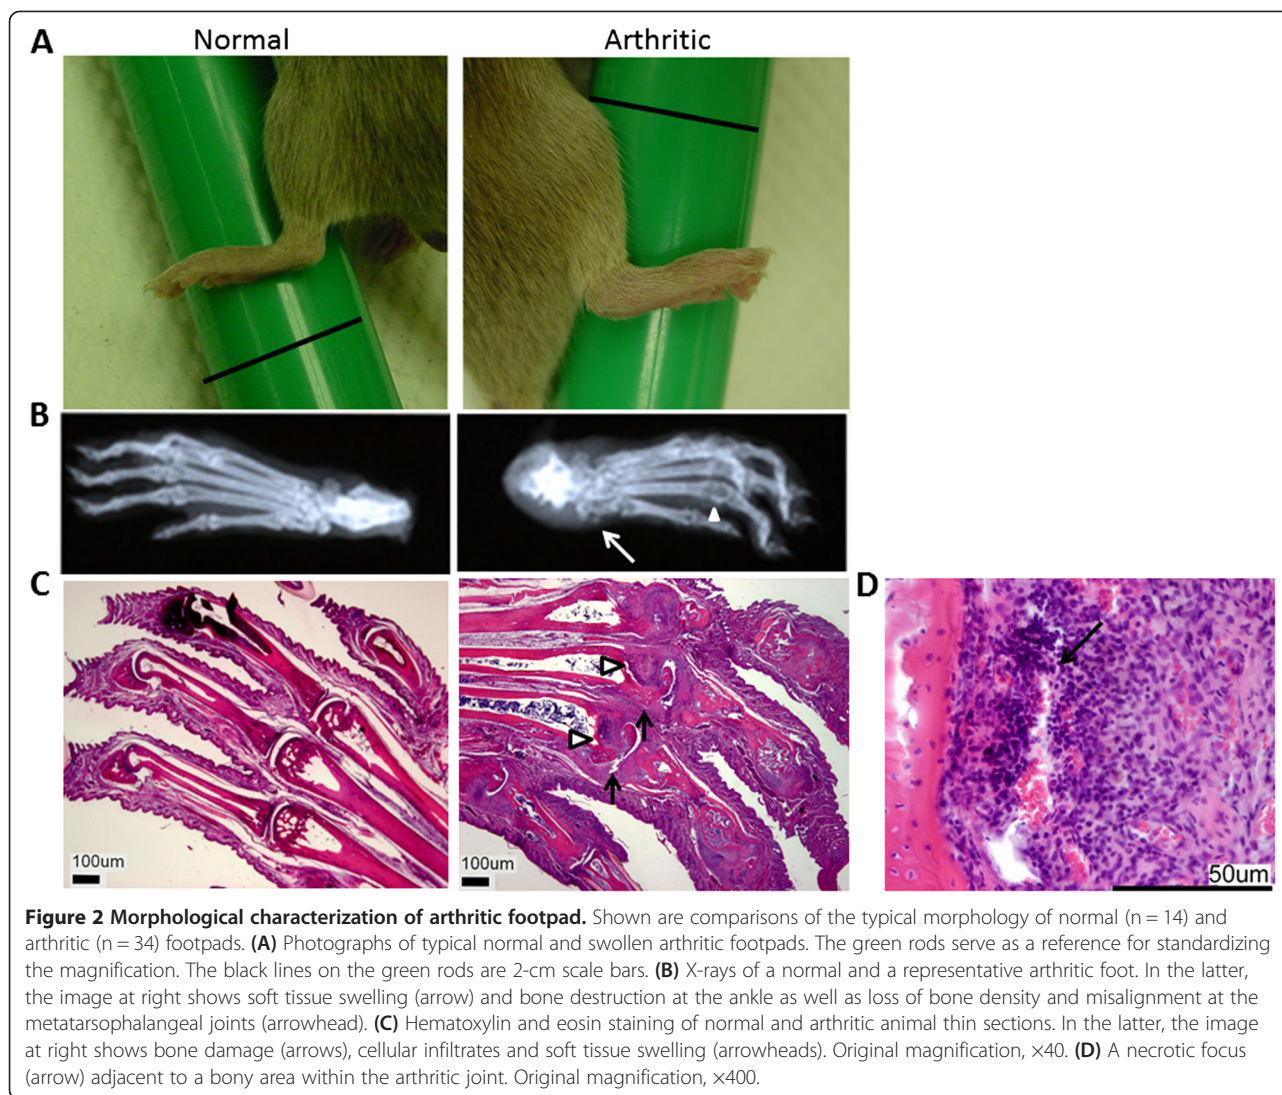 A
Normal
Arthritic
B
C
D
100um
100um
50um
Figure 2 Morphological characterization of arthritic footpad. Shown are comparisons of the typical morphology of normal (n = 14) and
arthritic (n = 34) footpads. (A) Photographs of typical normal and swollen arthritic footpads. The green rods serve as a reference for standardizing
the magnification. The black lines on the green rods are 2-cm scale bars. (B) X-rays of a normal and a representative arthritic foot. In the latter,
the image at right shows soft tissue swelling (arrow) and bone destruction at the ankle as well as loss of bone density and misalignment at the
metatarsophalangeal joints (arrowhead). (C) Hematoxylin and eosin staining of normal and arthritic animal thin sections. In the latter, the image
at right shows bone damage (arrows), cellular infiltrates and soft tissue swelling (arrowheads). Original magnification, ×40. (D) A necrotic focus
(arrow) adjacent to a bony area within the arthritic joint. Original magnification, ×400.